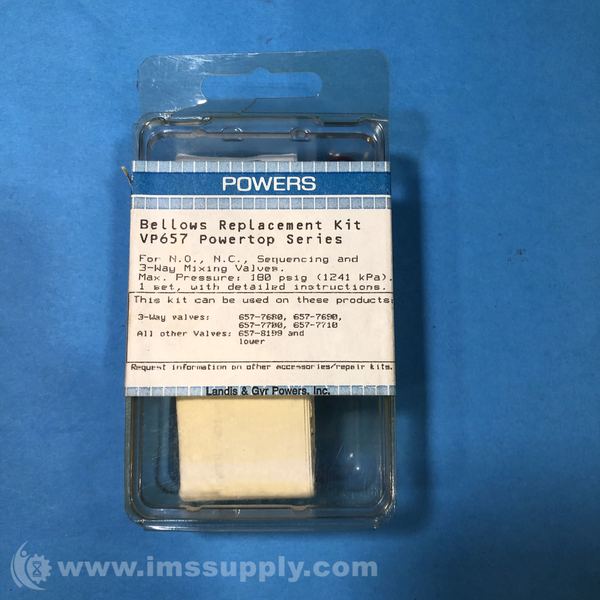 POWERS
Bellows Replacement Kit
VP657 Powertop Series
For N.O., N.C., Sequencing and
3-Way Mixing Valves.
Max. Pressure: 180 psig (1241 kPa).
1 set, with detailed instructions.
This kit can be used on these products:
3-Way valves: 657-7680, 657-7690,
657-7700, 657-7710
All other Valves: 657-8199 and
lower
Request information on other accessories/repair kits.
Landis & Gyr Powers, Inc.
www.imssupply.com